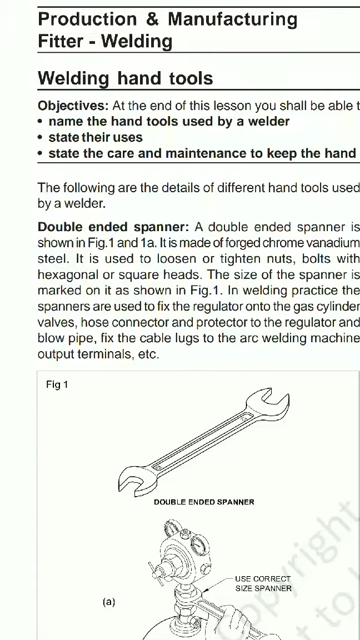 Production & Manufacturing
Fitter - Welding
Welding hand tools
Objectives: At the end of this lesson you shall be able t
• name the hand tools used by a welder
• state their uses
• state the care and maintenance to keep the hand
The following are the details of different hand tools used
by a welder.
Double ended spanner: A double ended spanner is
shown in Fig.1 and 1a. It is made of forged chrome vanadium
steel. It is used to loosen or tighten nuts, bolts with
hexagonal or square heads. The size of the spanner is
marked on it as shown in Fig.1. In welding practice the
spanners are used to fix the regulator onto the gas cylinder
valves, hose connector and protector to the regulator and
blow pipe, fix the cable lugs to the arc welding machine
output terminals, etc.
Fig 1
DOUBLE ENDED SPANNER
USE CORRECT
SIZE SPANNER
(a)